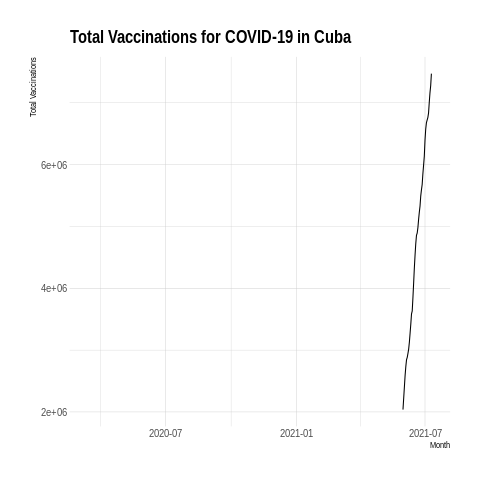 Total Vaccinations for COVID-19 in Cuba
Total Vaccinations
6e+06
4e+06
2e+06
2020-07
2021-01
2021-07
Month